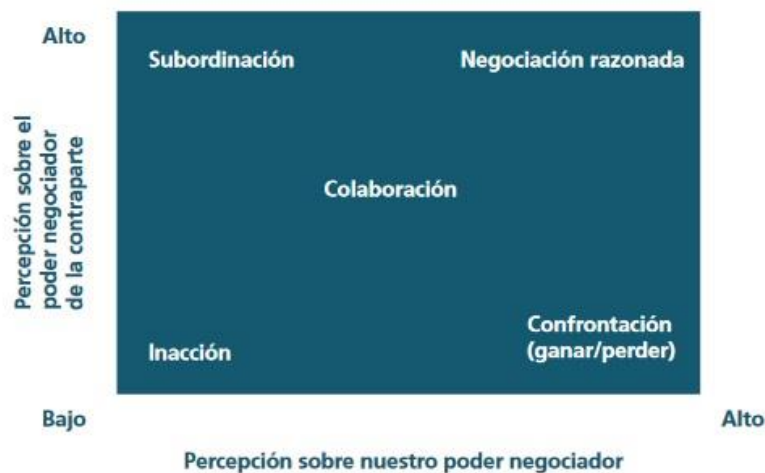 Alto
Percepción sobre el
poder negociador
de la contraparte
Subordinación
Negociación razonada
Colaboración
Inacción
Confrontación
(ganar/perder)
Bajo
Alto
Percepción sobre nuestro poder negociador